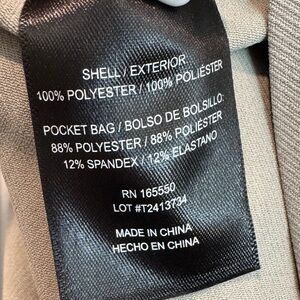 SHELL / EXTERIOR
100% POLYESTER / 100% POLIÉSTER
POCKET BAG / BOLSO DE BOLSILLO:
88% POLYESTER / 88% POLIÉSTER
12% SPANDEX / 12% ELASTANO
RN 165550
LOT #T2413734
MADE IN CHINA
HECHO EN CHINA